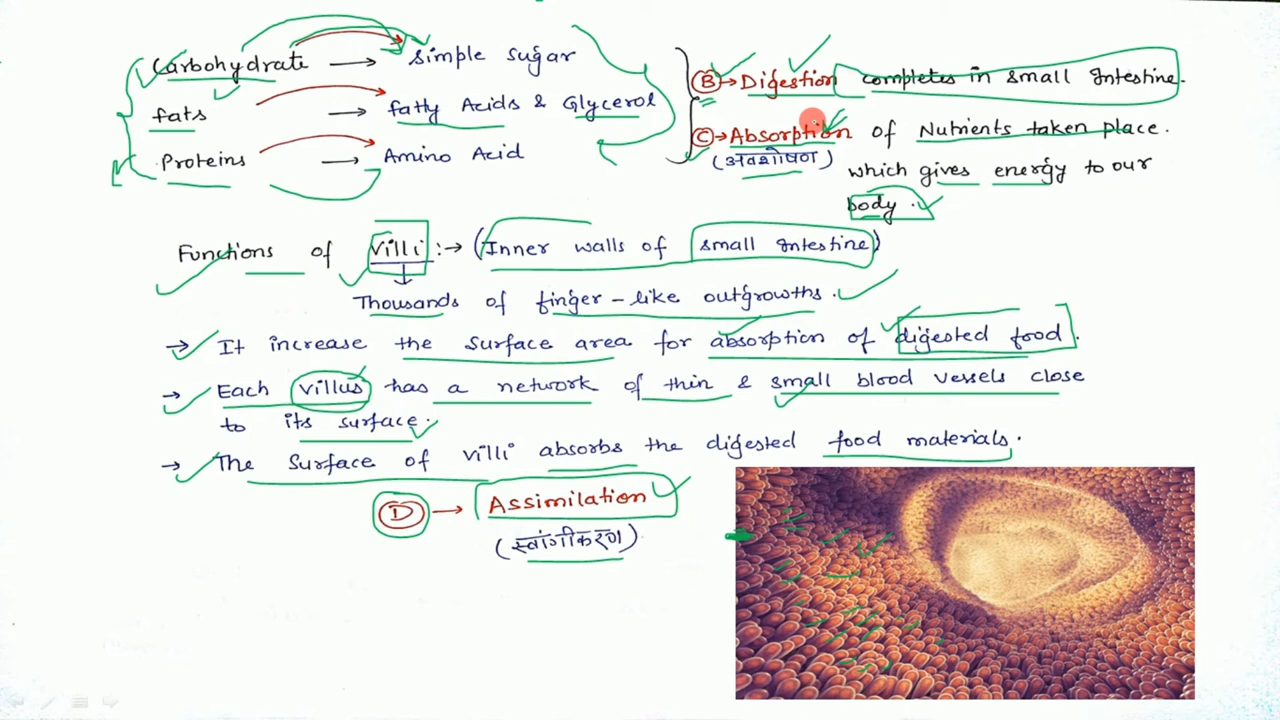 Carbohydrate → Simple Sugar
fats → fatty Acids & Glycerol
Proteins → Amino Acid
(B) → Digestion completes in small Intestine.
(C) → Absorption of Nutrients taken place.
(अवशोषण) which gives energy to our
body.
Functions of villi :→ (Inner walls of small Intestine)
Thousands of finger-like outgrowths.
→ It increase the surface area for absorption of digested food.
→ Each villus has a network of thin & small blood vessels close
to its surface.
→ The Surface of villi absorbs the digested food materials.
(D) → Assimilation
(स्वांगीकरण)